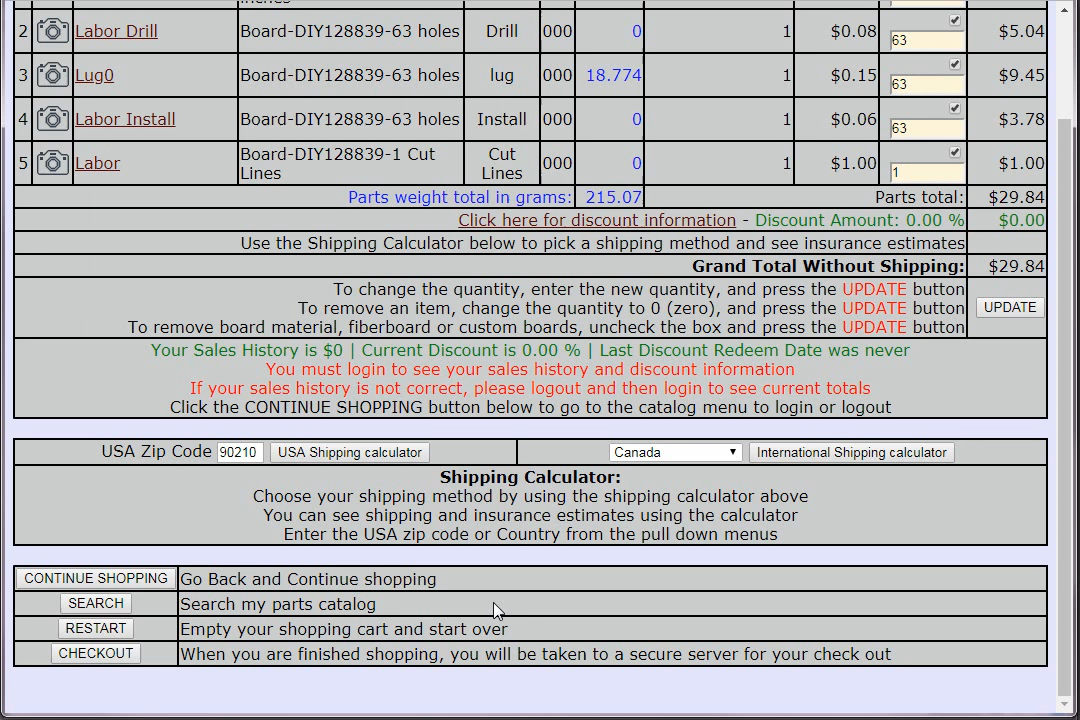 2 Labor Drill Board-DIY128839-63 holes Drill 000 0 1 $0.08 63 $5.04
3 Lug0 Board-DIY128839-63 holes lug 000 18.774 1 $0.15 63 $9.45
4 Labor Install Board-DIY128839-63 holes Install 000 0 1 $0.06 63 $3.78
5 Labor Board-DIY128839-1 Cut Lines Cut Lines 000 0 1 $1.00 1 $1.00
Parts weight total in grams: 215.07 Parts total: $29.84
Click here for discount information - Discount Amount: 0.00 % $0.00
Use the Shipping Calculator below to pick a shipping method and see insurance estimates
Grand Total Without Shipping: $29.84
To change the quantity, enter the new quantity, and press the UPDATE button
To remove an item, change the quantity to 0 (zero), and press the UPDATE button UPDATE
To remove board material, fiberboard or custom boards, uncheck the box and press the UPDATE button
Your Sales History is $0 | Current Discount is 0.00 % | Last Discount Redeem Date was never
You must login to see your sales history and discount information
If your sales history is not correct, please logout and then login to see current totals
Click the CONTINUE SHOPPING button below to go to the catalog menu to login or logout
USA Zip Code 90210 USA Shipping calculator Canada International Shipping calculator
Shipping Calculator:
Choose your shipping method by using the shipping calculator above
You can see shipping and insurance estimates using the calculator
Enter the USA zip code or Country from the pull down menus
CONTINUE SHOPPING Go Back and Continue shopping
SEARCH Search my parts catalog
RESTART Empty your shopping cart and start over
CHECKOUT When you are finished shopping, you will be taken to a secure server for your check out